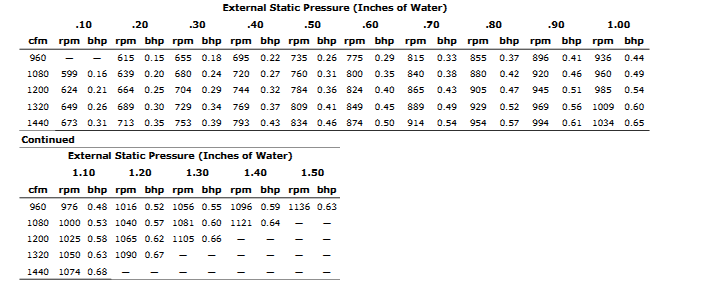 External Static Pressure (Inches of Water)
.10 .20 .30 .40 .50 .60 .70 .80 .90 1.00
cfm rpm bhp rpm bhp rpm bhp rpm bhp rpm bhp rpm bhp rpm bhp rpm bhp rpm bhp rpm bhp
960 — — 615 0.15 655 0.18 695 0.22 735 0.26 775 0.29 815 0.33 855 0.37 896 0.41 936 0.44
1080 599 0.16 639 0.20 680 0.24 720 0.27 760 0.31 800 0.35 840 0.38 880 0.42 920 0.46 960 0.49
1200 624 0.21 664 0.25 704 0.29 744 0.32 784 0.36 824 0.40 865 0.43 905 0.47 945 0.51 985 0.54
1320 649 0.26 689 0.30 729 0.34 769 0.37 809 0.41 849 0.45 889 0.49 929 0.52 969 0.56 1009 0.60
1440 673 0.31 713 0.35 753 0.39 793 0.43 834 0.46 874 0.50 914 0.54 954 0.57 994 0.61 1034 0.65
Continued
External Static Pressure (Inches of Water)
1.10 1.20 1.30 1.40 1.50
cfm rpm bhp rpm bhp rpm bhp rpm bhp rpm bhp
960 976 0.48 1016 0.52 1056 0.55 1096 0.59 1136 0.63
1080 1000 0.53 1040 0.57 1081 0.60 1121 0.64 — —
1200 1025 0.58 1065 0.62 1105 0.66 — — — —
1320 1050 0.63 1090 0.67 — — — — — —
1440 1074 0.68 — — — — — — — —